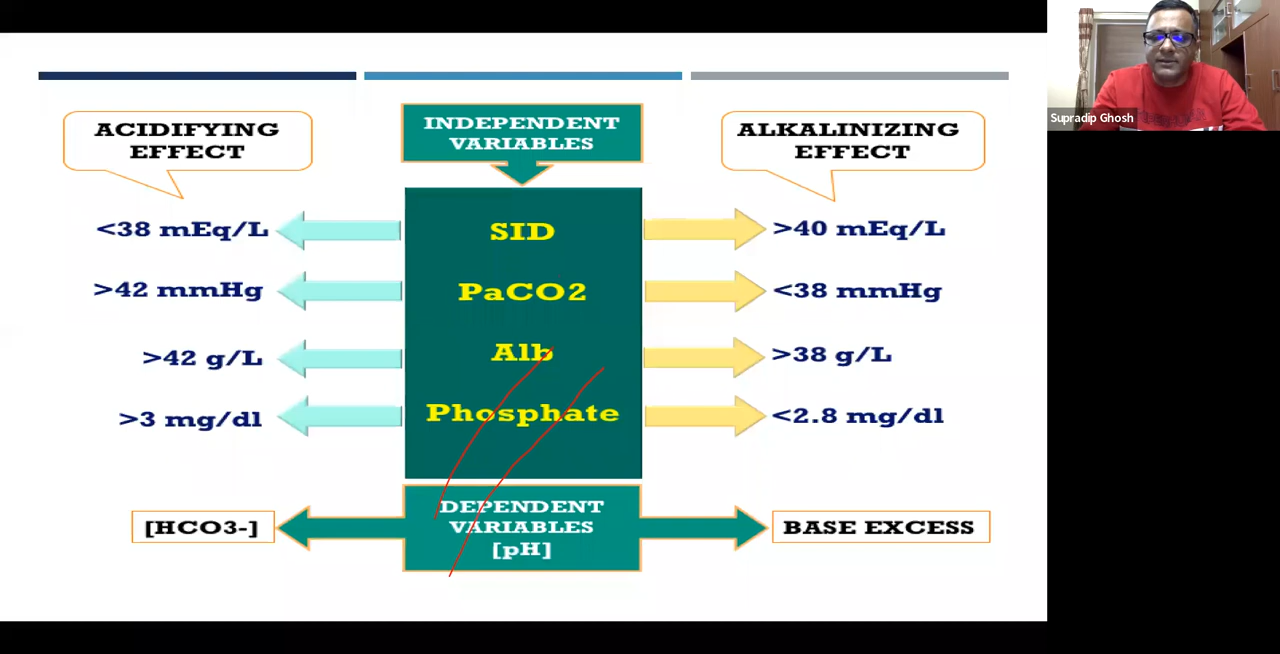 ACIDIFYING
EFFECT
INDEPENDENT
VARIABLES
ALKALINIZING
EFFECT
<38 mEq/L
SID
>40 mEq/L
>42 mmHg
PaCO2
<38 mmHg
>42 g/L
Alb
>38 g/L
>3 mg/dl
Phosphate
<2.8 mg/dl
[HCO3-]
DEPENDENT
VARIABLES
[pH]
BASE EXCESS
Supradip Ghosh